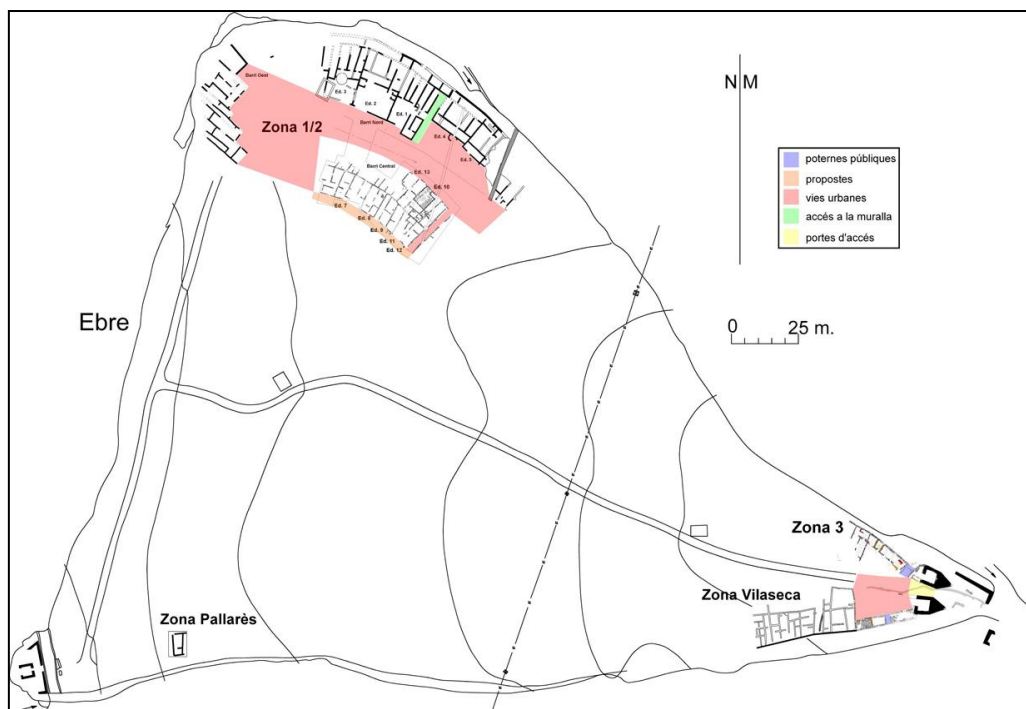 Barri Oest
Ed. 3
Ed. 2
Ed. 1
Zona 1/2
Barri Nord
Ed. 4
Ed. 5
Barri Central
Ed. 13
Ed. 10
Ed. 7
Ed. 8
Ed. 9
Ed. 11
Ed. 12
N M
poternes públiques
propostes
vies urbanes
accés a la muralla
portes d'accés
Ebre
0 25 m.
Zona 3
Zona Vilaseca
Zona Pallarès